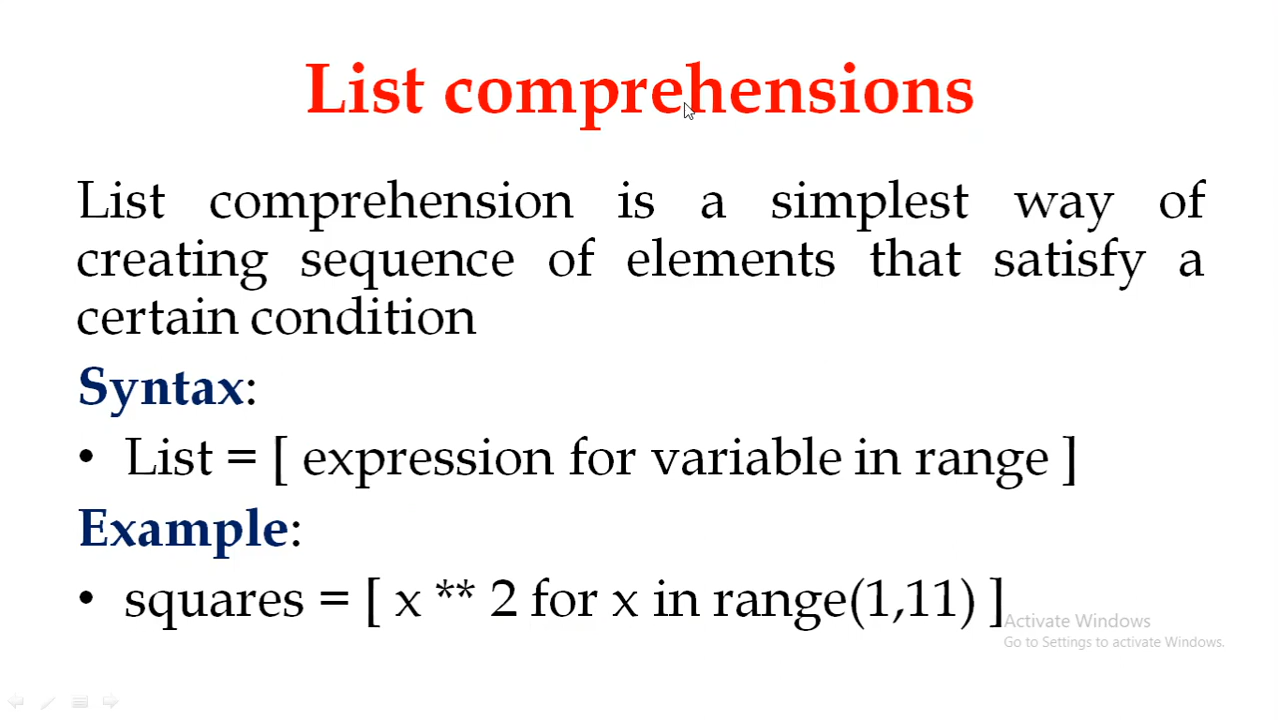 List comprehensions
List comprehension is a simplest way of
creating sequence of elements that satisfy a
certain condition
Syntax:
• List = [ expression for variable in range ]
Example:
• squares = [ x ** 2 for x in range(1,11) ]
Activate Windows
Go to Settings to activate Windows.